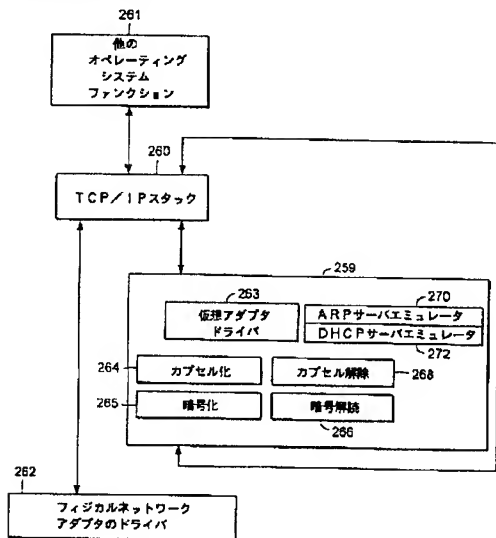 261
他の
オペレーティング
システム
ファンクション
260
TCP/IPスタック
259
263
仮想アダプタ
ドライバ
270
ARPサーバエミュレータ
DHCPサーバエミュレータ
272
264
カプセル化
カプセル解除
268
265
暗号化
暗号解読
266
262
フィジカルネットワーク
アダプタのドライバ